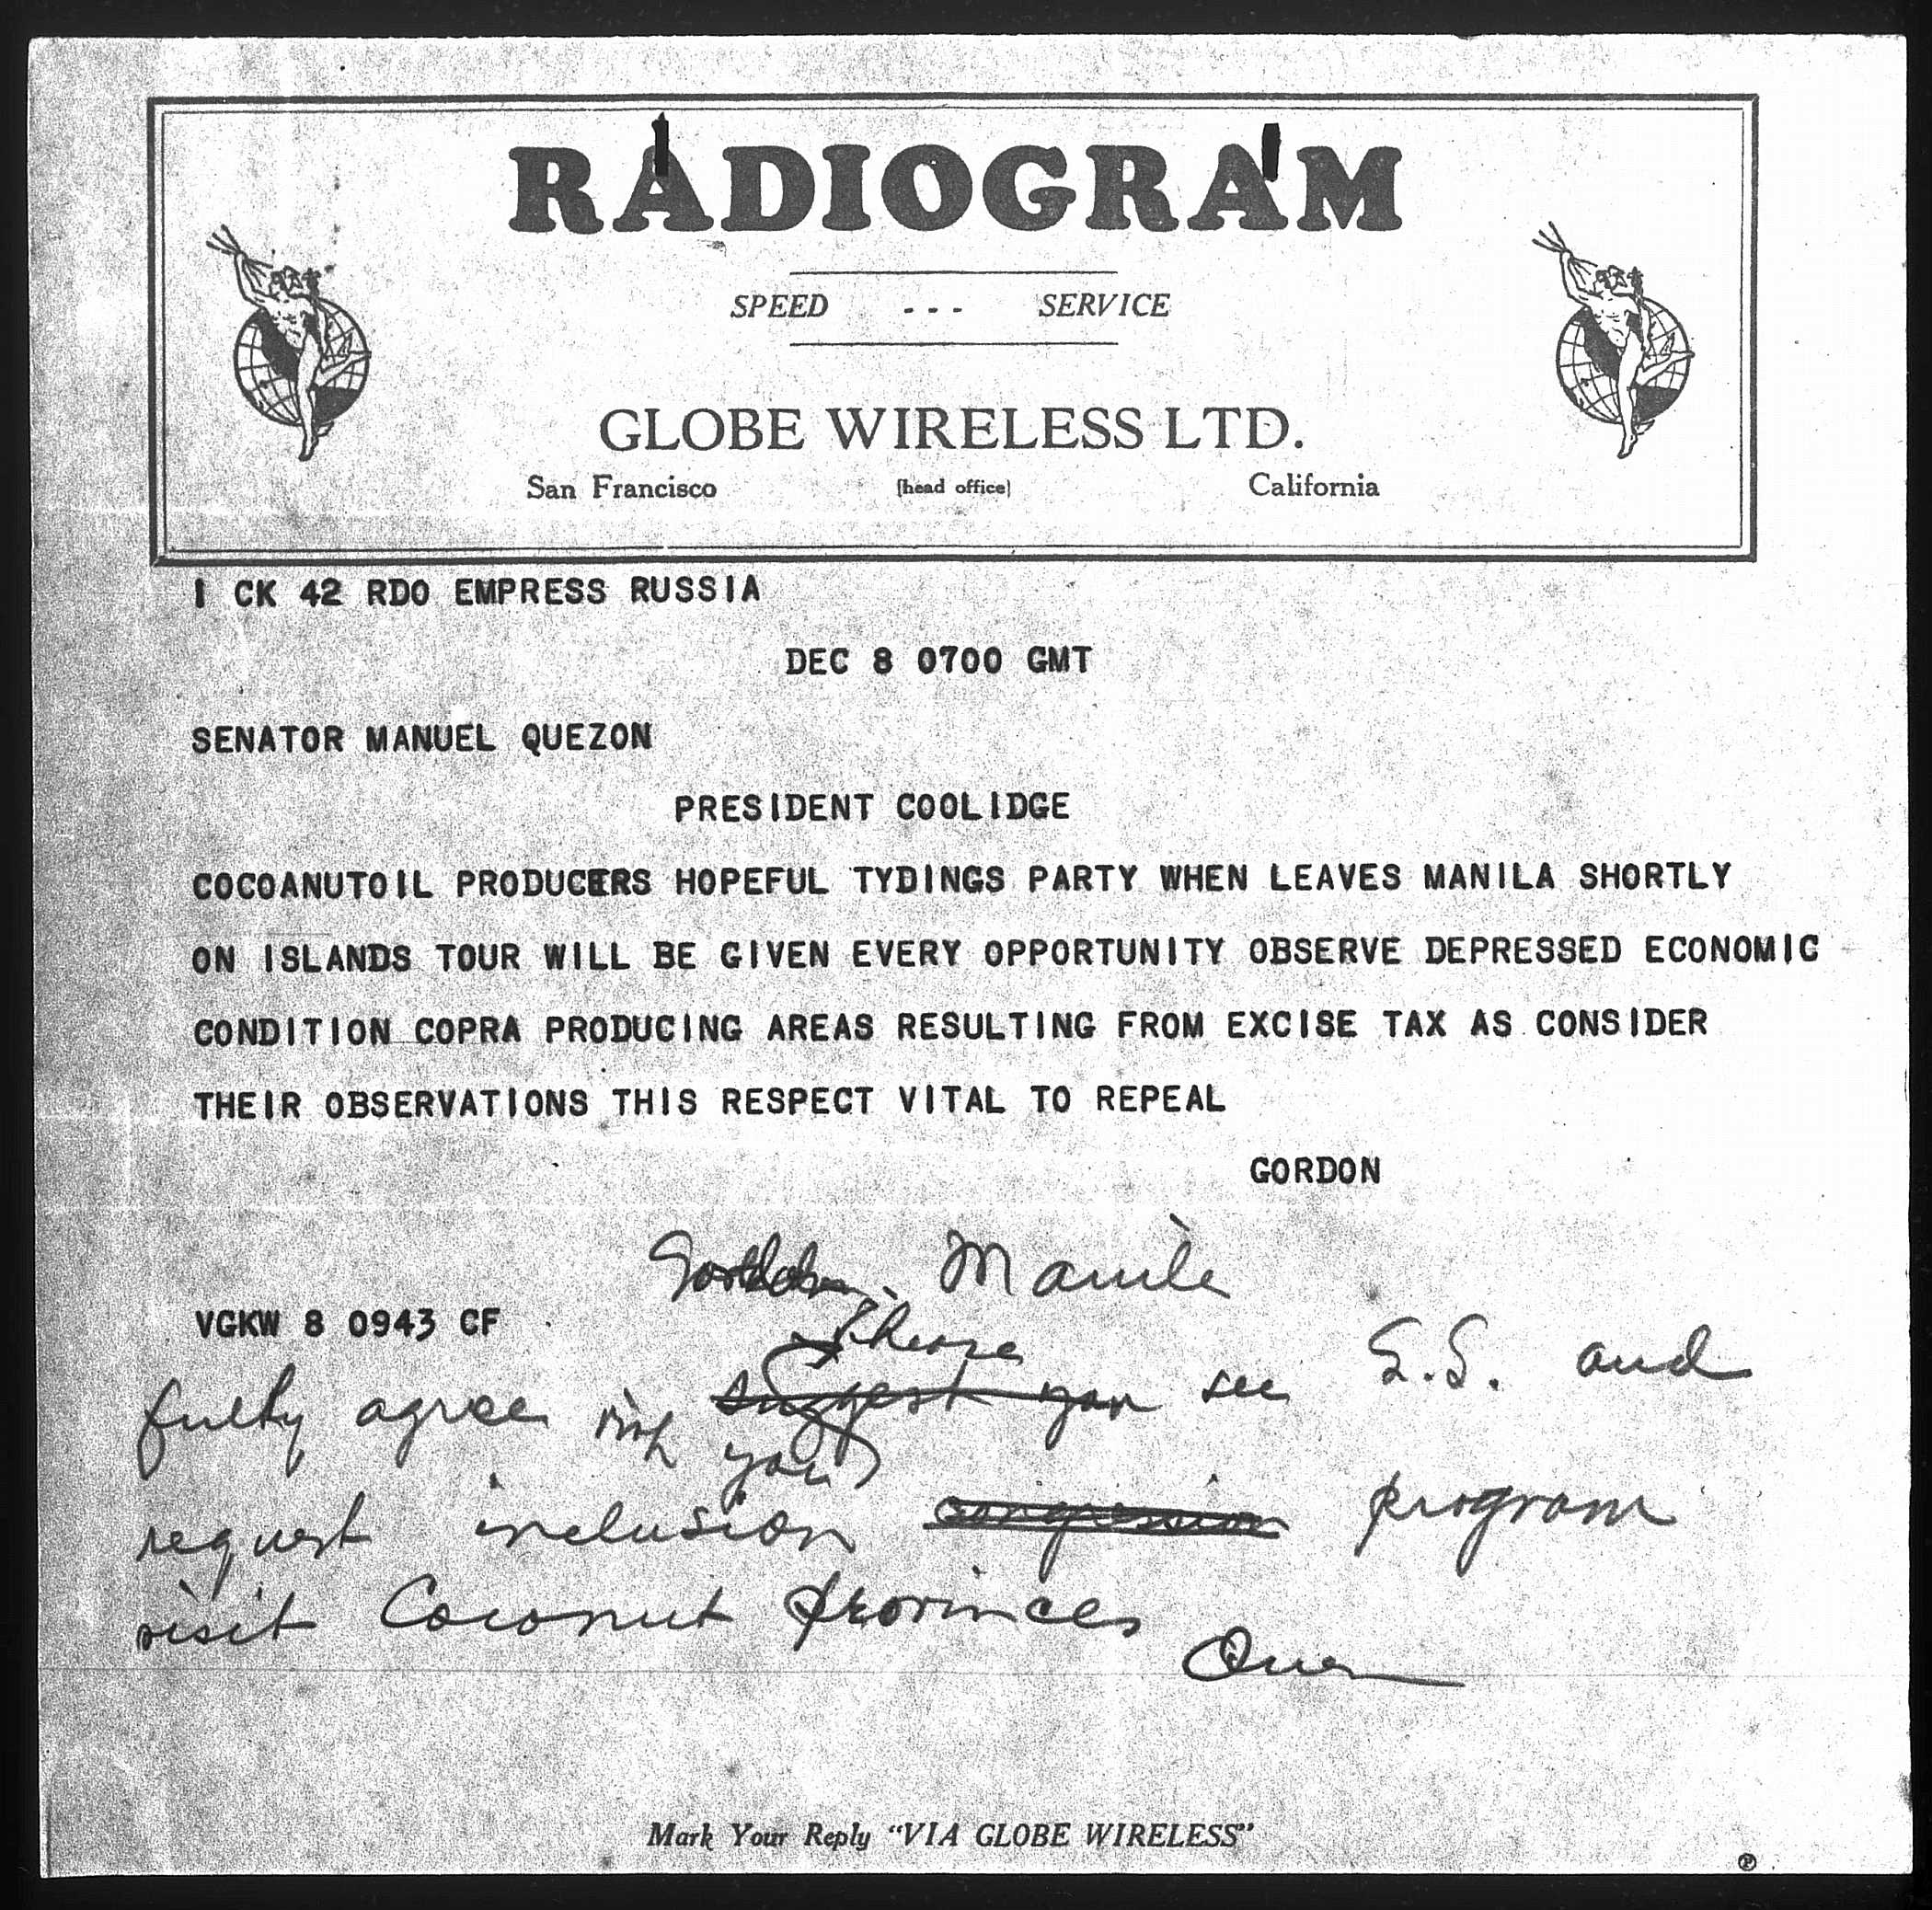 RADIOGRAM
SPEED --- SERVICE
GLOBE WIRELESS LTD.
San Francisco [head office] California
1 CK 42 RDO EMPRESS RUSSIA
DEC 8 0700 GMT
SENATOR MANUEL QUEZON
PRESIDENT COOLIDGE
COCOANUTOIL PRODUCERS HOPEFUL TYDINGS PARTY WHEN LEAVES MANILA SHORTLY
ON ISLANDS TOUR WILL BE GIVEN EVERY OPPORTUNITY OBSERVE DEPRESSED ECONOMIC
CONDITION COPRA PRODUCING AREAS RESULTING FROM EXCISE TAX AS CONSIDER
THEIR OBSERVATIONS THIS RESPECT VITAL TO REPEAL
GORDON
Manila
VGKW 8 0943 CF
Please
fully agree with you suggest you see G.G. and
request inclusion program
visit Coconut provinces
Mark Your Reply "VIA GLOBE WIRELESS"